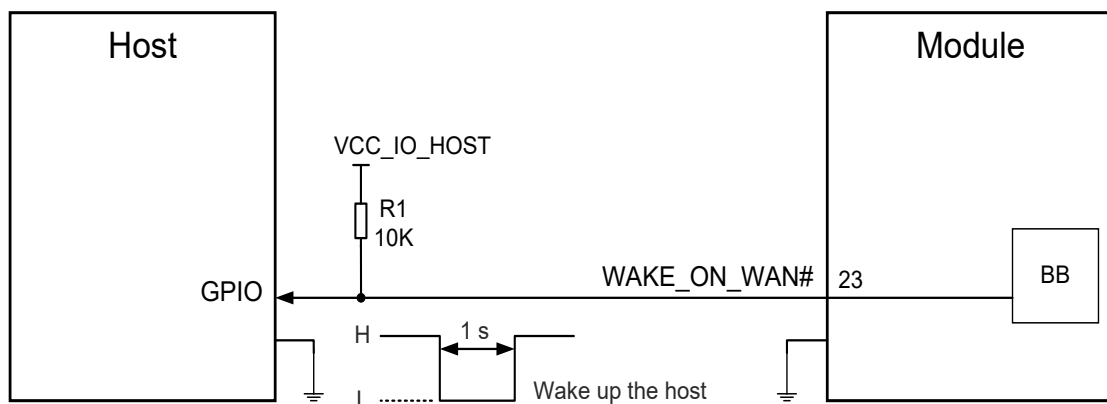 Host
Module
VCC_IO_HOST
R1
10K
GPIO
WAKE_ON_WAN#
23
BB
H
1 s
L
Wake up the host